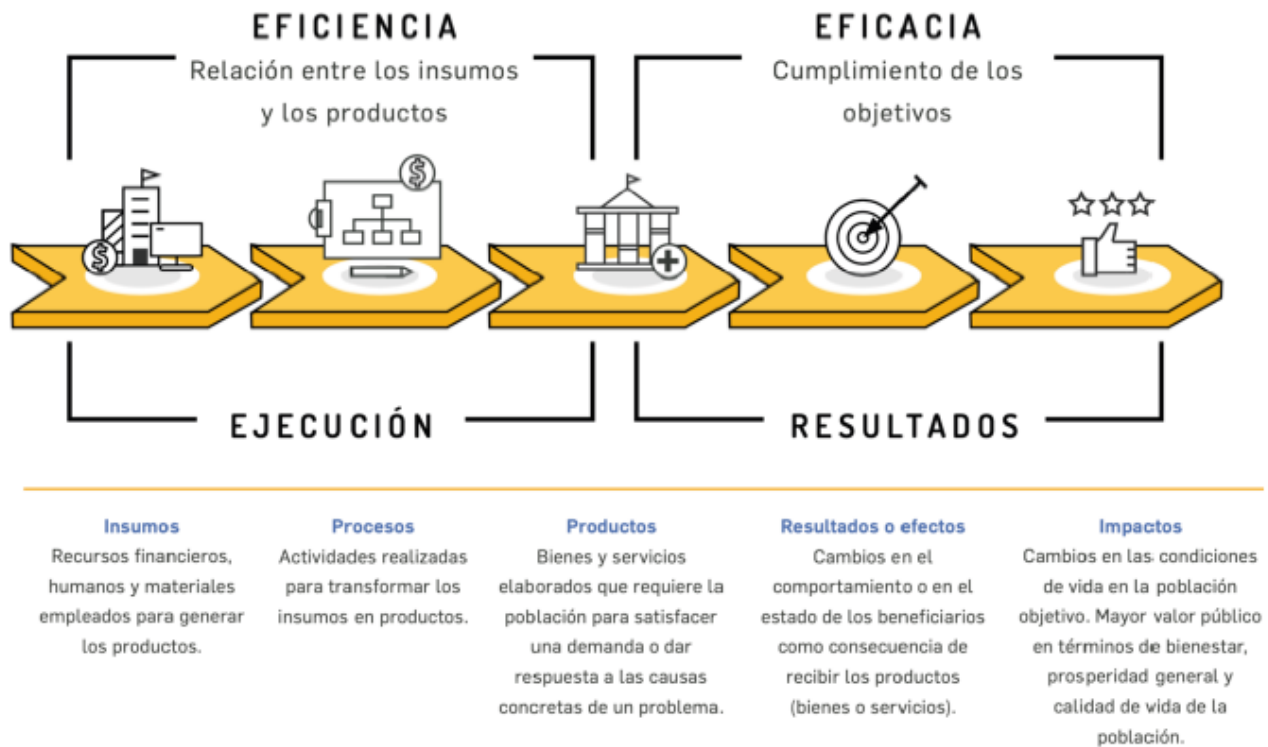 EFICIENCIA
Relación entre los insumos
y los productos
EFICACIA
Cumplimiento de los
objetivos
$
$
EJECUCIÓN
RESULTADOS
Insumos
Recursos financieros,
humanos y materiales
empleados para generar
los productos.
Procesos
Actividades realizadas
para transformar los
insumos en productos.
Productos
Bienes y servicios
elaborados que requiere la
población para satisfacer
una demanda o dar
respuesta a las causas
concretas de un problema.
Resultados o efectos
Cambios en el
comportamiento o en el
estado de los beneficiarios
como consecuencia de
recibir los productos
(bienes o servicios).
Impactos
Cambios en las condiciones
de vida en la población
objetivo. Mayor valor público
en términos de bienestar,
prosperidad general y
calidad de vida de la
población.